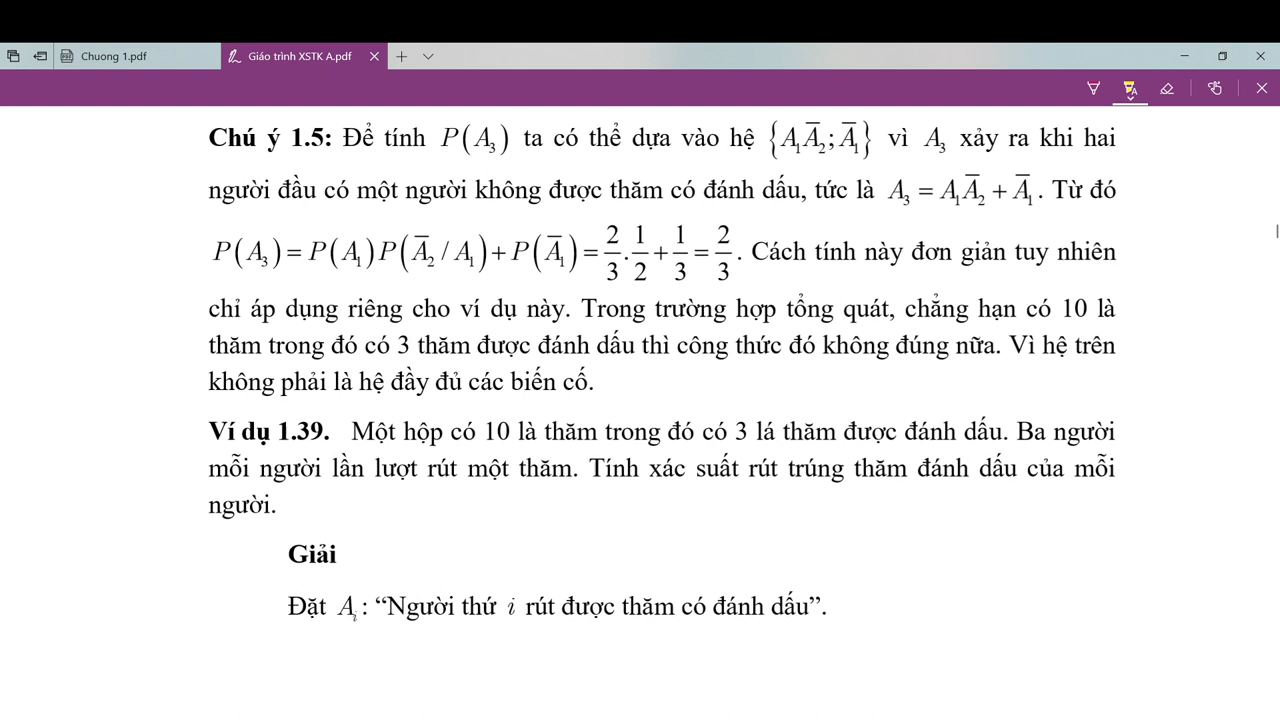 Chuong 1.pdf
Giáo trình XSTK A.pdf
Chú ý 1.5: Để tính P(A₃) ta có thể dựa vào hệ {A₁A̅₂;A̅₁} vì A₃ xảy ra khi hai
người đầu có một người không được thăm có đánh dấu, tức là A₃ = A₁A̅₂ + A̅₁. Từ đó
P(A₃) = P(A₁)P(A̅₂ / A₁) + P(A̅₁) = 2/3 . 1/2 + 1/3 = 2/3. Cách tính này đơn giản tuy nhiên
chỉ áp dụng riêng cho ví dụ này. Trong trường hợp tổng quát, chẳng hạn có 10 là
thăm trong đó có 3 thăm được đánh dấu thì công thức đó không đúng nữa. Vì hệ trên
không phải là hệ đầy đủ các biến cố.
Ví dụ 1.39. Một hộp có 10 là thăm trong đó có 3 lá thăm được đánh dấu. Ba người
mỗi người lần lượt rút một thăm. Tính xác suất rút trúng thăm đánh dấu của mỗi
người.
Giải
Đặt Aᵢ: “Người thứ i rút được thăm có đánh dấu”.